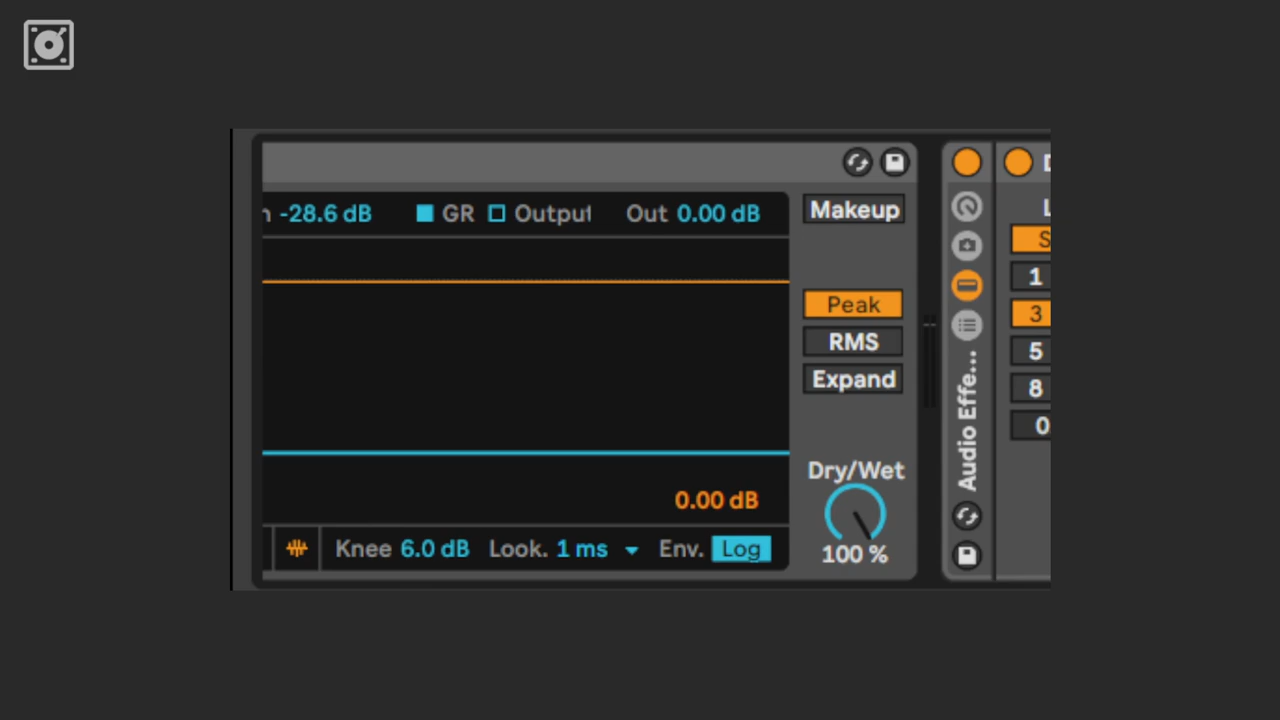 -28.6 dB GR Output Out 0.00 dB
Makeup
Peak
RMS
Expand
0.00 dB
Knee 6.0 dB Look. 1 ms Env. Log
Dry/Wet
100 %
Audio Effe...
1
3
5
8
0